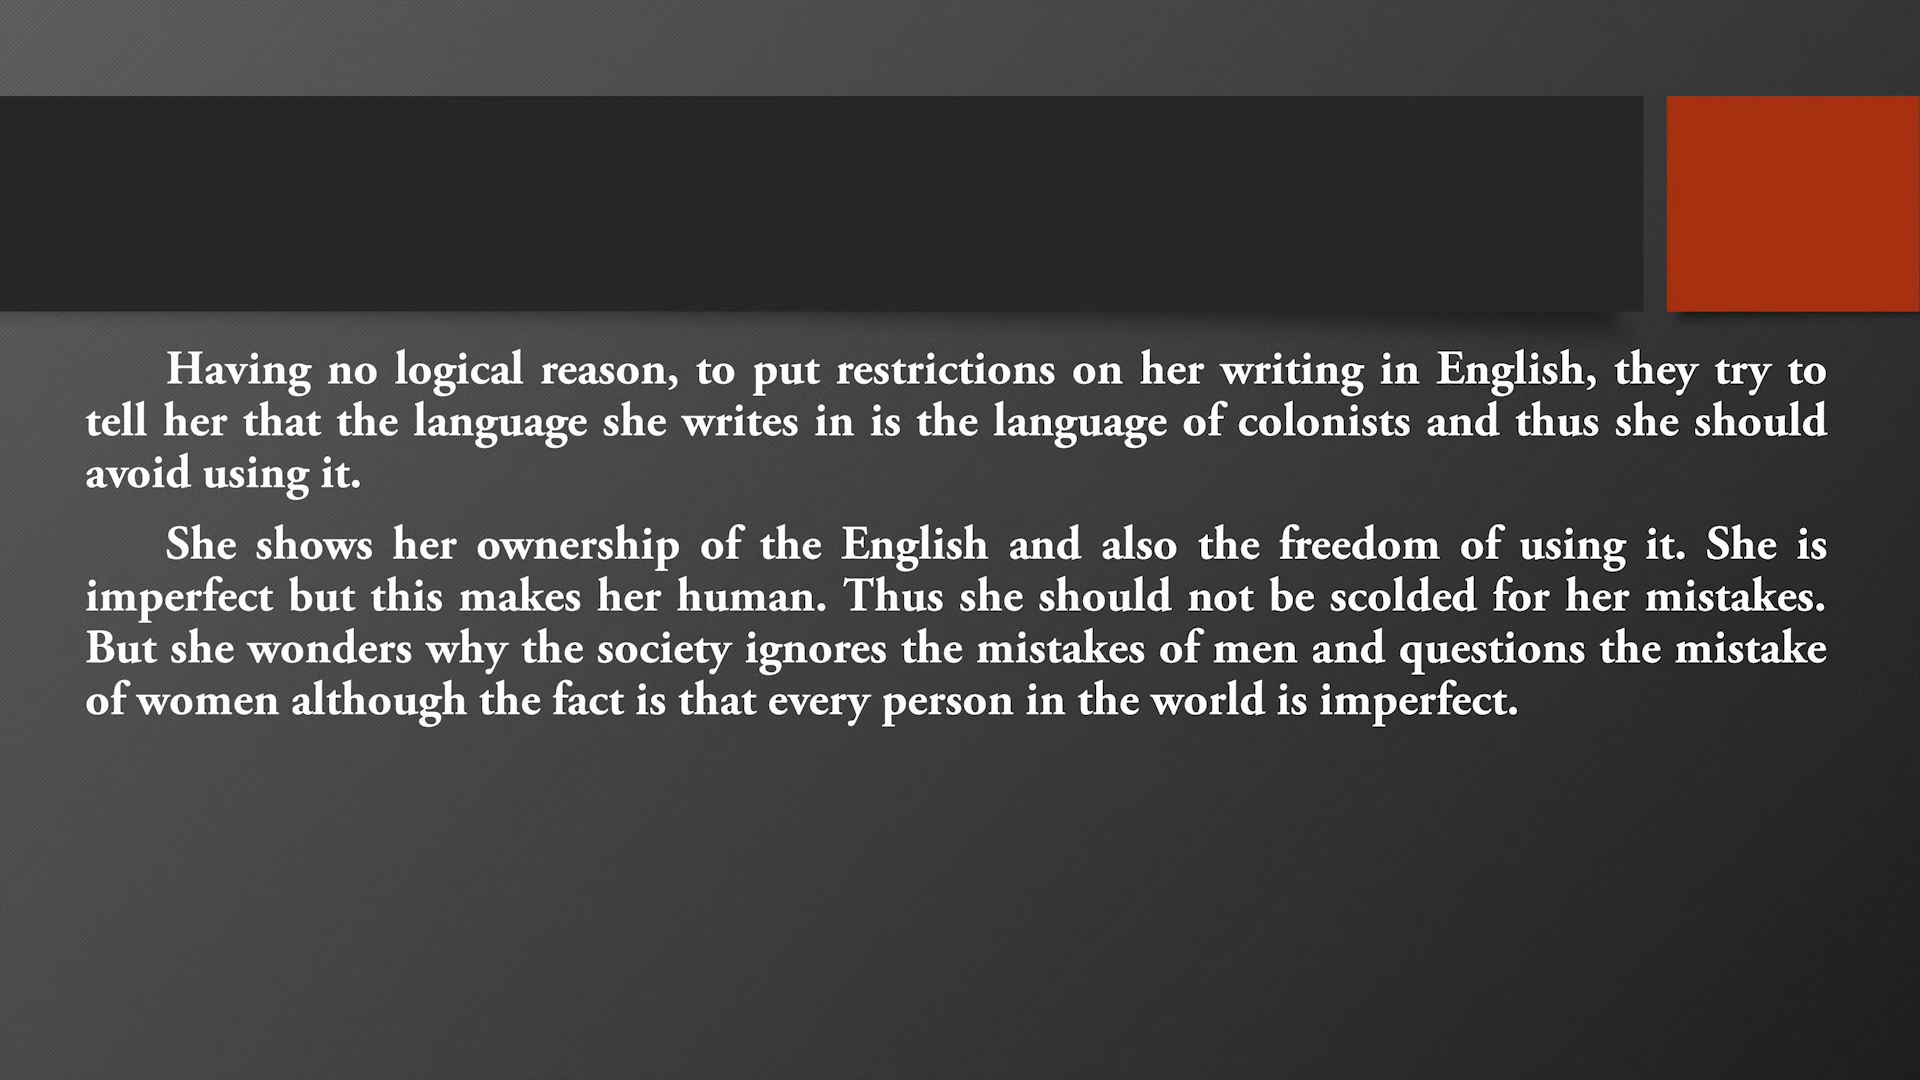 Having no logical reason, to put restrictions on her writing in English, they try to
tell her that the language she writes in is the language of colonists and thus she should
avoid using it.
She shows her ownership of the English and also the freedom of using it. She is
imperfect but this makes her human. Thus she should not be scolded for her mistakes.
But she wonders why the society ignores the mistakes of men and questions the mistake
of women although the fact is that every person in the world is imperfect.